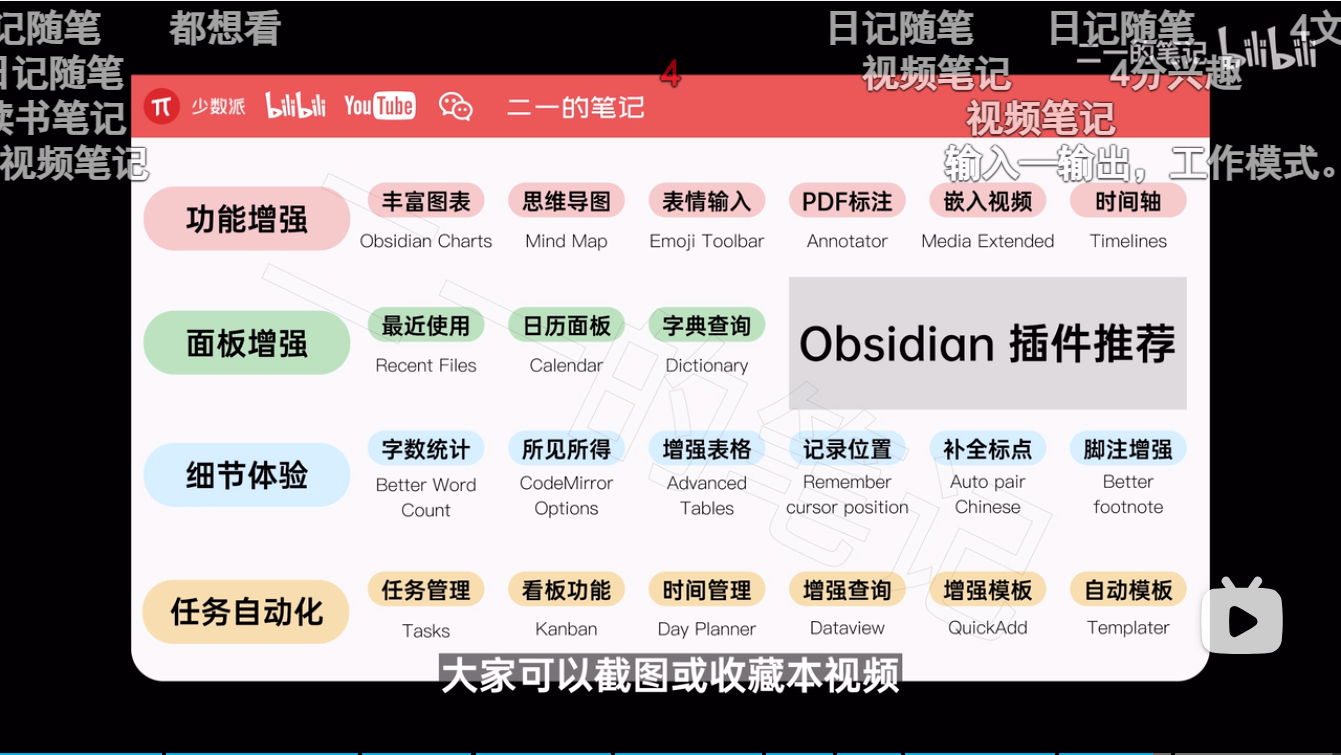 记随笔 都想看 日记随笔 日记随笔 4文
二一的笔记 bilibili
日记随笔 4 视频笔记 4分兴趣
π 少数派 bilibili YouTube 二一的笔记
读书笔记 视频笔记
视频笔记 输入—输出，工作模式。
功能增强
丰富图表 思维导图 表情输入 PDF标注 嵌入视频 时间轴
Obsidian Charts Mind Map Emoji Toolbar Annotator Media Extended Timelines
面板增强
最近使用 日历面板 字典查询
Recent Files Calendar Dictionary
Obsidian 插件推荐
细节体验
字数统计 所见所得 增强表格 记录位置 补全标点 脚注增强
Better Word CodeMirror Advanced Remember Auto pair Better
Count Options Tables cursor position Chinese footnote
任务自动化
任务管理 看板功能 时间管理 增强查询 增强模板 自动模板
Tasks Kanban Day Planner Dataview QuickAdd Templater
二一的笔记
大家可以截图或收藏本视频